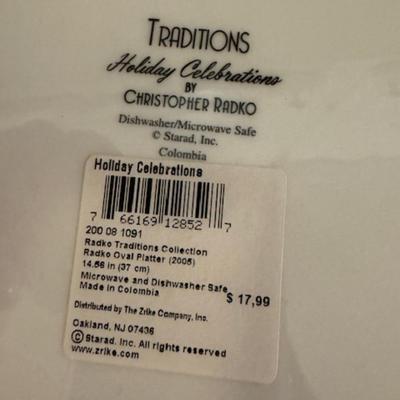 TRADITIONS
Holiday Celebrations
BY
CHRISTOPHER RADKO
Dishwasher/Microwave Safe
© Starad, Inc.
Colombia
Holiday Celebrations
7 66169 12852 7
200 08 1091
Radko Traditions Collection
Radko Oval Platter (2005)
14.56 in (37 cm)
Microwave and Dishwasher Safe
Made in Colombia
$ 17,99
Distributed by The Zrike Company, Inc.
Oakland, NJ 07436
© Starad, Inc. All rights reserved
www.zrike.com